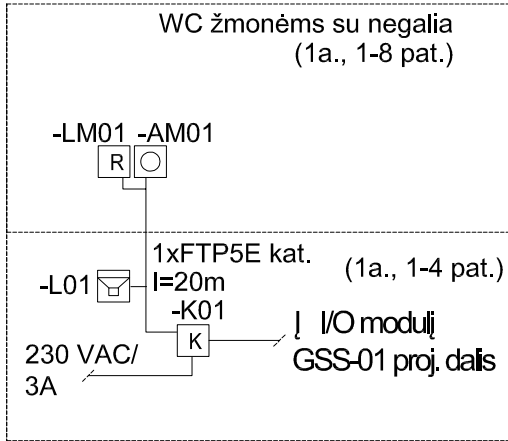 WC žmonėms su negalia
(1a., 1-8 pat.)
-LM01 -AM01
R
1xFTP5E kat.
l=20m
(1a., 1-4 pat.)
-L01
-K01
K
Į I/O modulį
GSS-01 proj. dalis
230 VAC/
3A